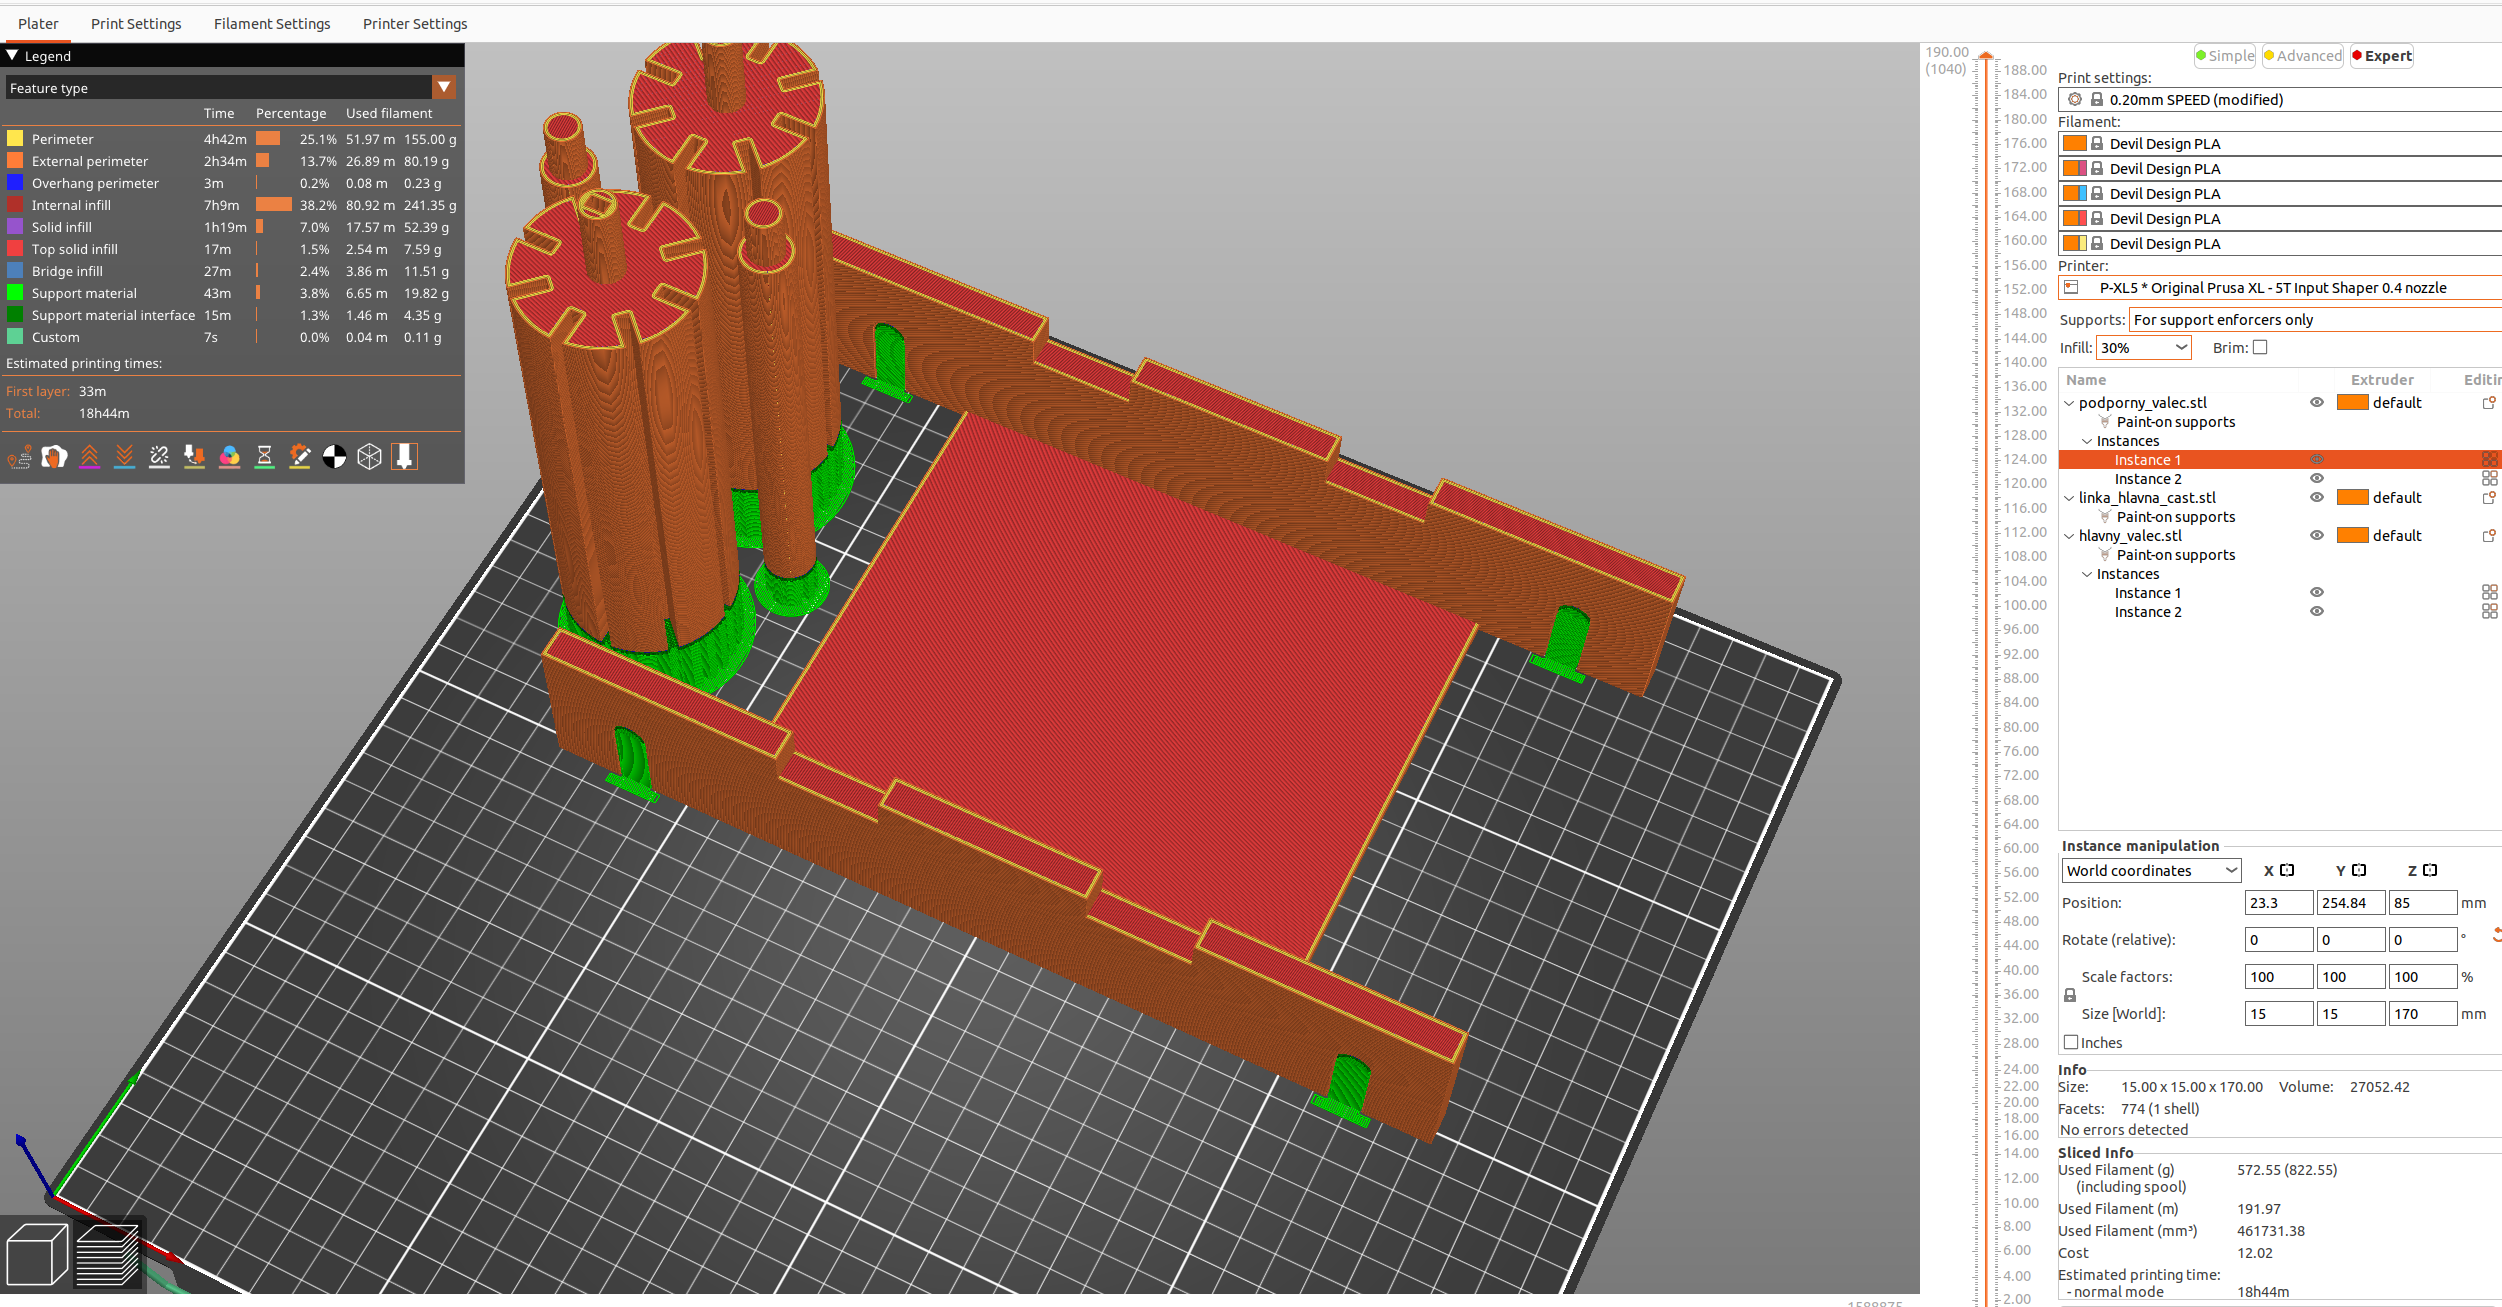 Plater Print Settings Filament Settings Printer Settings
Legend
Feature type
Time Percentage Used filament
Perimeter 4h42m 25.1% 51.97 m 155.00 g
External perimeter 2h34m 13.7% 26.89 m 80.19 g
Overhang perimeter 3m 0.2% 0.08 m 0.23 g
Internal infill 7h9m 38.2% 80.92 m 241.35 g
Solid infill 1h19m 7.0% 17.57 m 52.39 g
Top solid infill 17m 1.5% 2.54 m 7.59 g
Bridge infill 27m 2.4% 3.86 m 11.51 g
Support material 43m 3.8% 6.65 m 19.82 g
Support material interface 15m 1.3% 1.46 m 4.35 g
Custom 7s 0.0% 0.04 m 0.11 g
Estimated printing times:
First layer: 33m
Total: 18h44m
190.00
(1040)
188.00
184.00
180.00
176.00
172.00
168.00
164.00
160.00
156.00
152.00
148.00
144.00
140.00
136.00
132.00
128.00
124.00
120.00
116.00
112.00
108.00
104.00
100.00
96.00
92.00
88.00
84.00
80.00
76.00
72.00
68.00
64.00
60.00
56.00
52.00
48.00
44.00
40.00
36.00
32.00
28.00
24.00
22.00
20.00
18.00
16.00
14.00
12.00
10.00
8.00
6.00
4.00
2.00
Simple Advanced Expert
Print settings:
0.20mm SPEED (modified)
Filament:
Devil Design PLA
Devil Design PLA
Devil Design PLA
Devil Design PLA
Devil Design PLA
Printer:
P-XL5 * Original Prusa XL - 5T Input Shaper 0.4 nozzle
Supports: For support enforcers only
Infill: 30% Brim:
Name Extruder
podporny_valec.stl default
Paint-on supports
Instances
Instance 1
Instance 2
linka_hlavna_cast.stl default
Paint-on supports
hlavny_valec.stl default
Paint-on supports
Instances
Instance 1
Instance 2
Instance manipulation
World coordinates X Y Z
Position: 23.3 254.84 85 mm
Rotate (relative): 0 0 0 °
Scale factors: 100 100 100 %
Size [World]: 15 15 170 mm
Inches
Info
Size: 15.00 x 15.00 x 170.00 Volume: 27052.42
Facets: 774 (1 shell)
No errors detected
Sliced Info
Used Filament (g) 572.55 (822.55)
(including spool)
Used Filament (m) 191.97
Used Filament (mm³) 461731.38
Cost 12.02
Estimated printing time:
- normal mode 18h44m